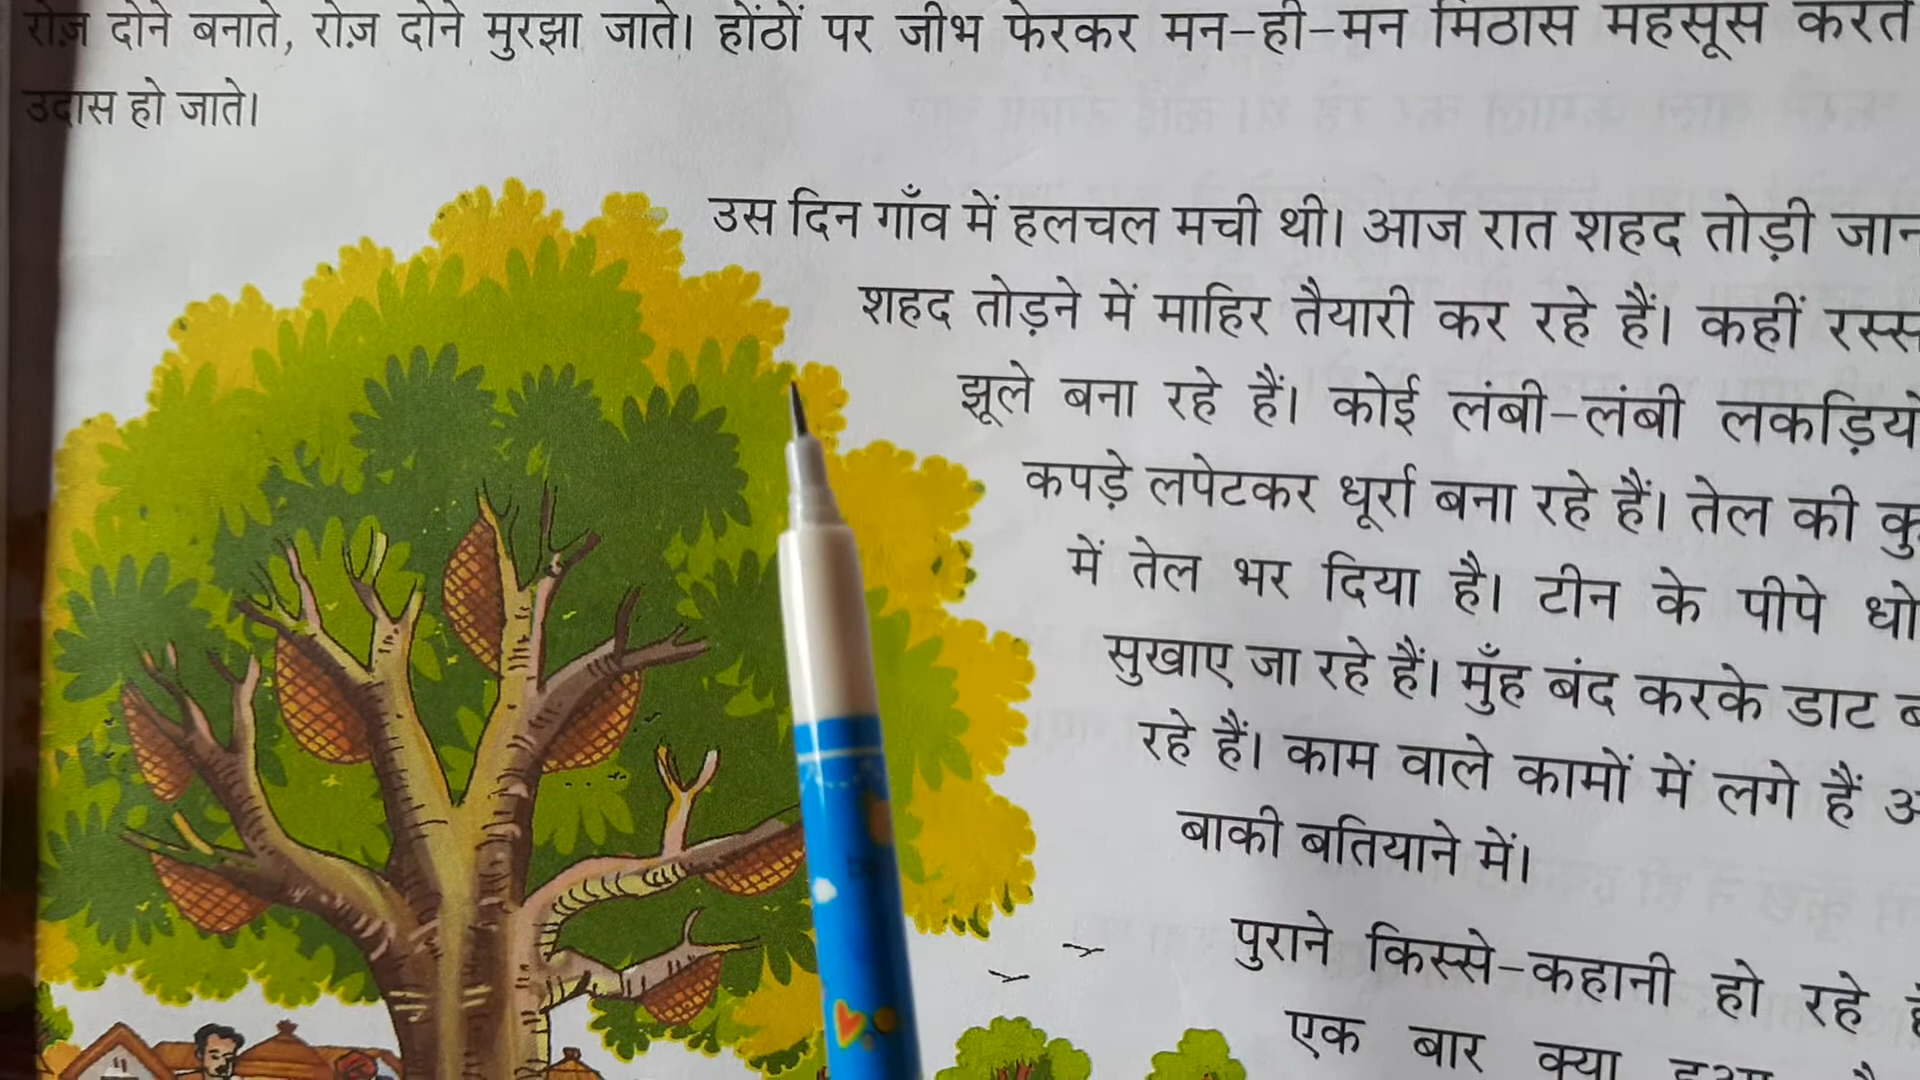 रोज़ दोने बनाते, रोज़ दोने मुरझा जाते। होंठों पर जीभ फेरकर मन-ही-मन मिठास महसूस करते
उदास हो जाते।
उस दिन गाँव में हलचल मची थी। आज रात शहद तोड़ी
शहद तोड़ने में माहिर तैयारी कर रहे हैं। कहीं
झूले बना रहे हैं। कोई लंबी-लंबी
कपड़े लपेटकर धूर्रा बना रहे हैं। तेल की
में तेल भर दिया है। टीन के पीपे
सुखाए जा रहे हैं। मुँह बंद करके डाट
रहे हैं। काम वाले कामों में लगे हैं
बाकी बतियाने में।
पुराने किस्से-कहानी हो रहे
एक बार क्या